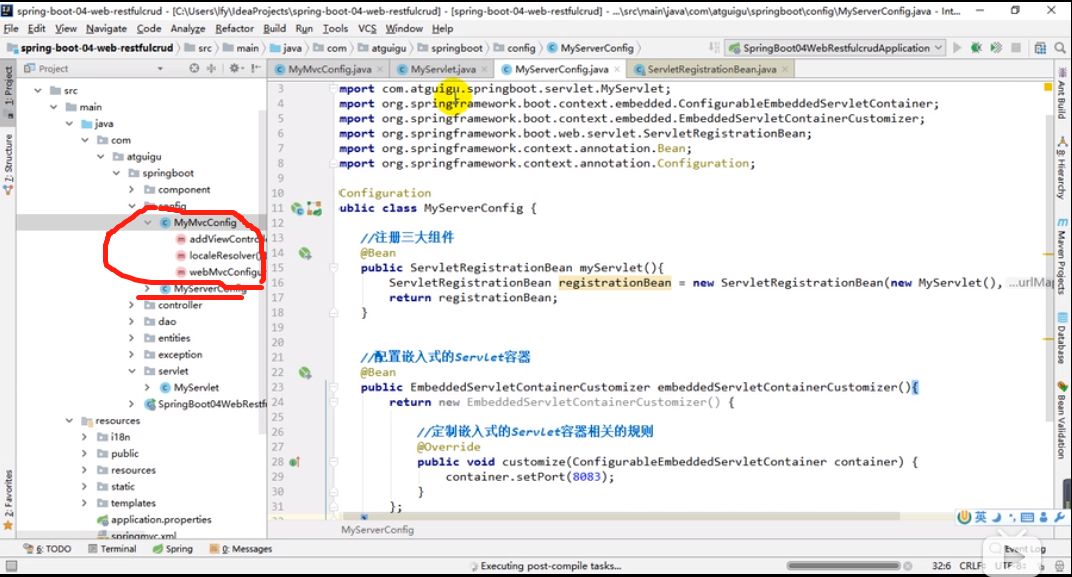 spring-boot-04-web-restfulcrud - [C:\Users\lfy\IdeaProjects\spring-boot-04-web-restfulcrud] - [spring-boot-04-web-restfulcrud] - ...\src\main\java\com\atguigu\springboot\config\MyServerConfig.java - Int...
File Edit View Navigate Code Analyze Refactor Build Run Tools VCS Window Help
spring-boot-04-web-restfulcrud src main java com atguigu springboot config MyServerConfig SpringBoot04WebRestfulcrudApplication
Project
MyMvcConfig.java MyServlet.java MyServerConfig.java ServletRegistrationBean.java
1: Project
Z: Structure
2: Favorites
src
main
java
com
atguigu
springboot
component
config
MyMvcConfig
addViewControl
localeResolver()
webMvcConfigu
MyServerConfig
controller
dao
entities
exception
servlet
MyServlet
SpringBoot04WebRestf
resources
i18n
public
resources
static
templates
application.properties
springmvc.xml
3 mport com.atguigu.springboot.servlet.MyServlet;
4 mport org.springframework.boot.context.embedded.ConfigurableEmbeddedServletContainer;
5 mport org.springframework.boot.context.embedded.EmbeddedServletContainerCustomizer;
6 mport org.springframework.boot.web.servlet.ServletRegistrationBean;
7 mport org.springframework.context.annotation.Bean;
8 mport org.springframework.context.annotation.Configuration;
9
10 Configuration
11 ublic class MyServerConfig {
12
13 //注册三大组件
14 @Bean
15 public ServletRegistrationBean myServlet(){
16 ServletRegistrationBean registrationBean = new ServletRegistrationBean(new MyServlet(), ...urlMap
17 return registrationBean;
18 }
19
20
21 //配置嵌入式的Servlet容器
22 @Bean
23 public EmbeddedServletContainerCustomizer embeddedServletContainerCustomizer(){
24 return new EmbeddedServletContainerCustomizer() {
25
26 //定制嵌入式的Servlet容器相关的规则
27 @Override
28 public void customize(ConfigurableEmbeddedServletContainer container) {
29 container.setPort(8083);
30 }
31 };
MyServerConfig
Ant Build
8: Hierarchy
Maven Projects
Database
Bean Validation
英
6: TODO Terminal Spring 0: Messages Event Log
Executing post-compile tasks... 32:6 CRLF: UTF-8: